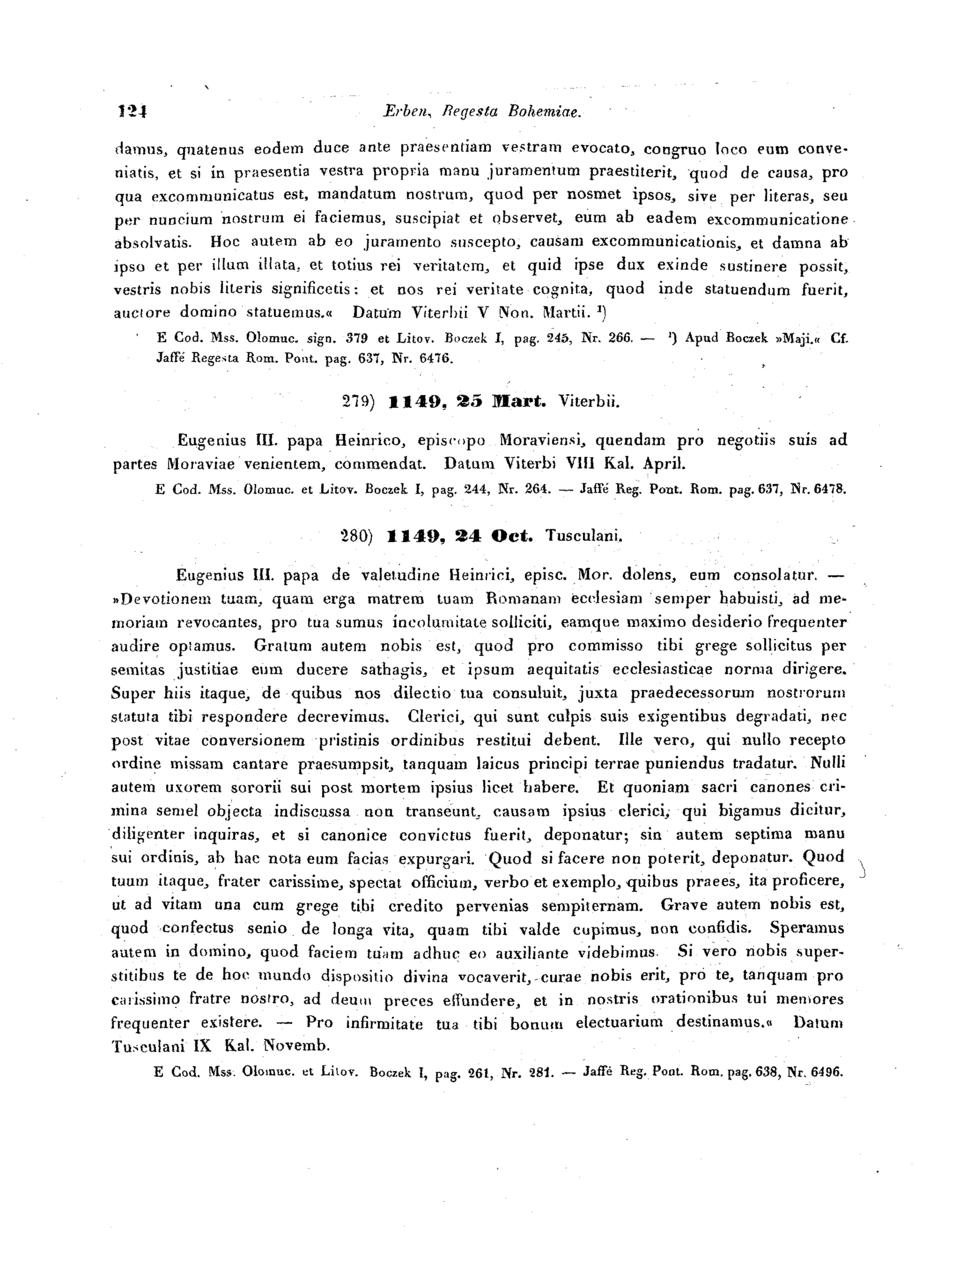 124 Erben, Regesta Bohemiae.
damus, quatenus eodem duce ante praesentiam vestram evocato, congruo loco eum conve-
niatis, et si in praesentia vestra propria manu juramentum praestiterit, quod de causa, pro
qua excommunicatus est, mandatum nostrum, quod per nosmet ipsos, sive per literas, seu
per nuncium nostrum ei faciemus, suscipiat et observet, eum ab eadem excommunicatione
absolvatis. Hoc autem ab eo juramento suscepto, causam excommunicationis, et damna ab
ipso et per illum illata, et totius rei veritatem, et quid ipse dux exinde sustinere possit,
vestris nobis literis significetis: et nos rei veritate cognita, quod inde statuendum fuerit,
auctore domino statuemus.« Datum Viterbii V Non. Martii. ¹)
E Cod. Mss. Olomuc. sign. 379 et Litov. Boczek I, pag. 245, Nr. 266. — ¹) Apud Boczek »Maji.« Cf.
Jaffé Regesta Rom. Pont. pag. 637, Nr. 6476.
279) 1149, 25 Mart. Viterbii.
Eugenius III. papa Heinrico, episcopo Moraviensi, quendam pro negotiis suis ad
partes Moraviae venientem, commendat. Datum Viterbi VIII Kal. April.
E Cod. Mss. Olomuc. et Litov. Boczek I, pag. 244, Nr. 264. — Jaffé Reg. Pont. Rom. pag. 637, Nr. 6478.
280) 1149, 24 Oct. Tusculani.
Eugenius III. papa de valetudine Heinrici, episc. Mor. dolens, eum consolatur. —
»Devotionem tuam, quam erga matrem tuam Romanam ecclesiam semper habuisti, ad me-
moriam revocantes, pro tua sumus incolumitate solliciti, eamque maximo desiderio frequenter
audire optamus. Gratum autem nobis est, quod pro commisso tibi grege sollicitus per
semitas justitiae eum ducere sathagis, et ipsum aequitatis ecclesiasticae norma dirigere.
Super hiis itaque, de quibus nos dilectio tua consuluit, juxta praedecessorum nostrorum
statuta tibi respondere decrevimus. Clerici, qui sunt culpis suis exigentibus degradati, nec
post vitae conversionem pristinis ordinibus restitui debent. Ille vero, qui nullo recepto
ordine missam cantare praesumpsit, tanquam laicus principi terrae puniendus tradatur. Nulli
autem uxorem sororii sui post mortem ipsius licet habere. Et quoniam sacri canones cri-
mina semel objecta indiscussa non transeunt, causam ipsius clerici, qui bigamus dicitur,
diligenter inquiras, et si canonice convictus fuerit, deponatur; sin autem septima manu
sui ordinis, ab hac nota eum facias expurgari. Quod si facere non poterit, deponatur. Quod
tuum itaque, frater carissime, spectat officium, verbo et exemplo, quibus praees, ita proficere,
ut ad vitam una cum grege tibi credito pervenias sempiternam. Grave autem nobis est,
quod confectus senio de longa vita, quam tibi valde cupimus, non confidis. Speramus
autem in domino, quod faciem tuam adhuc eo auxiliante videbimus. Si vero nobis super-
stitibus te de hoc mundo dispositio divina vocaverit, curae nobis erit, pro te, tanquam pro
carissimo fratre nostro, ad deum preces effundere, et in nostris orationibus tui memores
frequenter existere. — Pro infirmitate tua tibi bonum electuarium destinamus.« Datum
Tusculani IX Kal. Novemb.
E Cod. Mss. Olomuc. et Litov. Boczek I, pag. 261, Nr. 281. — Jaffé Reg. Pont. Rom. pag. 638, Nr. 6496.